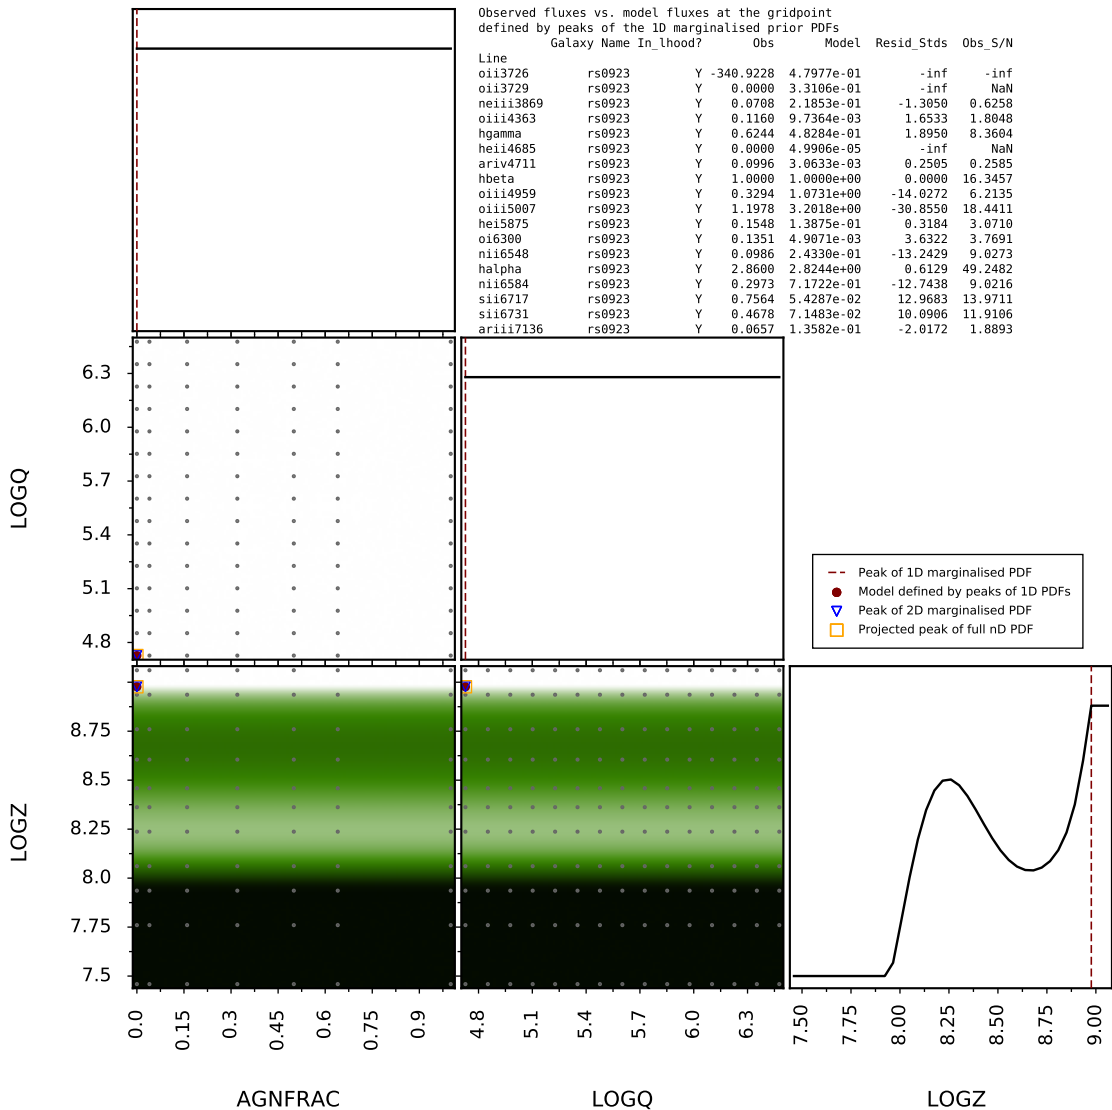 Observed fluxes vs. model fluxes at the gridpoint
defined by peaks of the 1D marginalised prior PDFs
Galaxy Name In_lhood? Obs Model Resid_Stds Obs_S/N
Line
oii3726 rs0923 Y -340.9228 4.7977e-01 -inf -inf
oii3729 rs0923 Y 0.0000 3.3106e-01 -inf NaN
neiii3869 rs0923 Y 0.0708 2.1853e-01 -1.3050 0.6258
oiii4363 rs0923 Y 0.1160 9.7364e-03 1.6533 1.8048
hgamma rs0923 Y 0.6244 4.8284e-01 1.8950 8.3604
heii4685 rs0923 Y 0.0000 4.9906e-05 -inf NaN
ariv4711 rs0923 Y 0.0996 3.0633e-03 0.2505 0.2585
hbeta rs0923 Y 1.0000 1.0000e+00 0.0000 16.3457
oiii4959 rs0923 Y 0.3294 1.0731e+00 -14.0272 6.2135
oiii5007 rs0923 Y 1.1978 3.2018e+00 -30.8550 18.4411
hei5875 rs0923 Y 0.1548 1.3875e-01 0.3184 3.0710
oi6300 rs0923 Y 0.1351 4.9071e-03 3.6322 3.7691
nii6548 rs0923 Y 0.0986 2.4330e-01 -13.2429 9.0273
halpha rs0923 Y 2.8600 2.8244e+00 0.6129 49.2482
nii6584 rs0923 Y 0.2973 7.1722e-01 -12.7438 9.0216
sii6717 rs0923 Y 0.7564 5.4287e-02 12.9683 13.9711
sii6731 rs0923 Y 0.4678 7.1483e-02 10.0906 11.9106
ariii7136 rs0923 Y 0.0657 1.3582e-01 -2.0172 1.8893
6.3
6.0
5.7
5.4
5.1
4.8
LOGQ
Peak of 1D marginalised PDF
Model defined by peaks of 1D PDFs
Peak of 2D marginalised PDF
Projected peak of full nD PDF
8.75
8.5
8.25
8.0
7.75
7.5
LOGZ
0.0 0.15 0.3 0.45 0.6 0.75 0.9
4.8 5.1 5.4 5.7 6.0 6.3
7.50 7.75 8.00 8.25 8.50 8.75 9.00
AGNFRAC LOGQ LOGZ